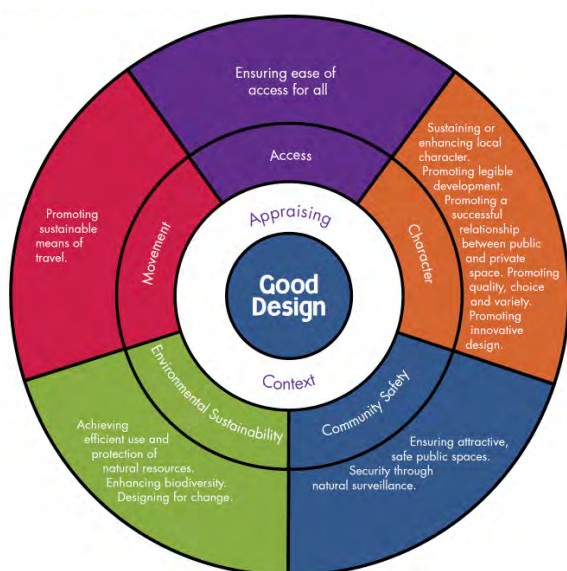 Ensuring ease of
access for all
Access
Sustaining or
enhancing local
character.
Promoting legible
development.
Promoting a
successful
relationship
between public
and private
space. Promoting
quality, choice
and variety.
Promoting
innovative
design.
Character
Promoting
sustainable
means of
travel.
Movement
Appraising
Good
Design
Context
Environmental Sustainability
Achieving
efficient use and
protection of
natural resources.
Enhancing biodiversity.
Designing for change.
Community Safety
Ensuring attractive,
safe public spaces.
Security through
natural surveillance.